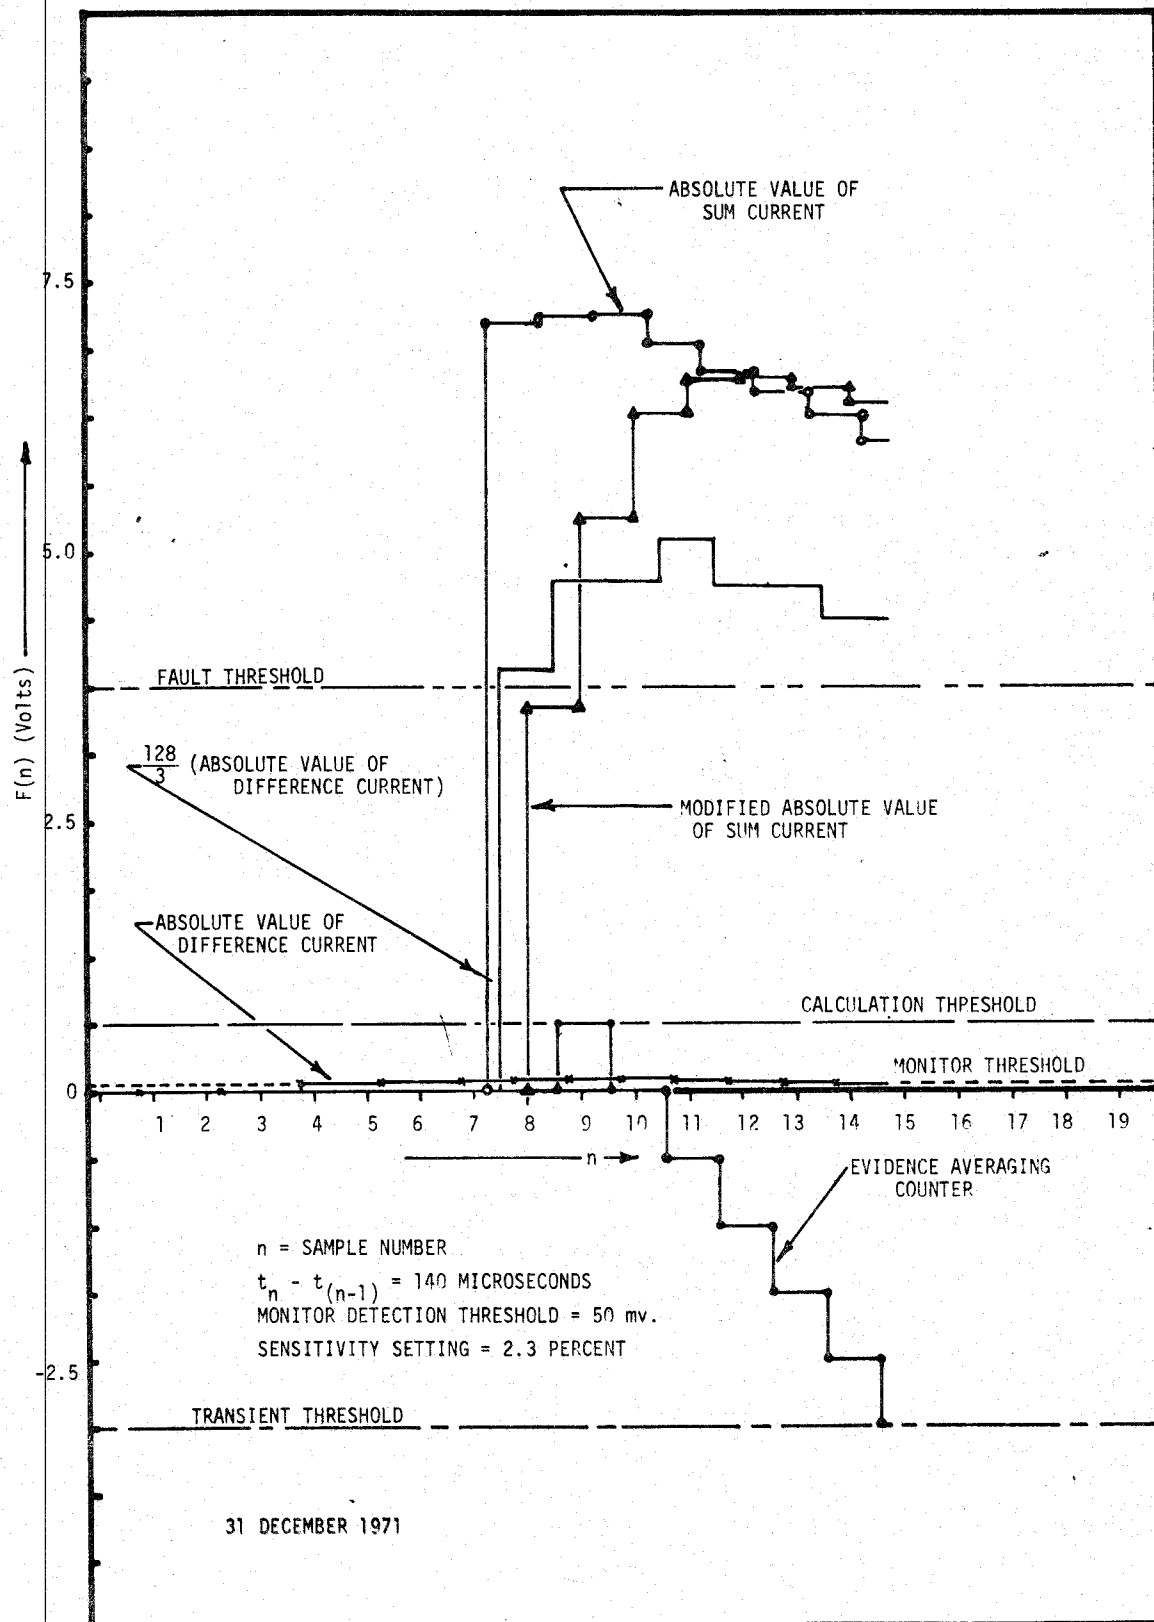 ABSOLUTE VALUE OF
SUM CURRENT
7.5
5.0
FAULT THRESHOLD
F(n) (Volts)
128/3 (ABSOLUTE VALUE OF
DIFFERENCE CURRENT)
2.5
MODIFIED ABSOLUTE VALUE
OF SUM CURRENT
ABSOLUTE VALUE OF
DIFFERENCE CURRENT
CALCULATION THPESHOLD
MONITOR THRESHOLD
0
1 2 3 4 5 6 7 8 9 10 11 12 13 14 15 16 17 18 19
n
EVIDENCE AVERAGING
COUNTER
n = SAMPLE NUMBER
t_n - t_(n-1) = 140 MICROSECONDS
MONITOR DETECTION THRESHOLD = 50 mv.
SENSITIVITY SETTING = 2.3 PERCENT
-2.5
TRANSIENT THRESHOLD
31 DECEMBER 1971